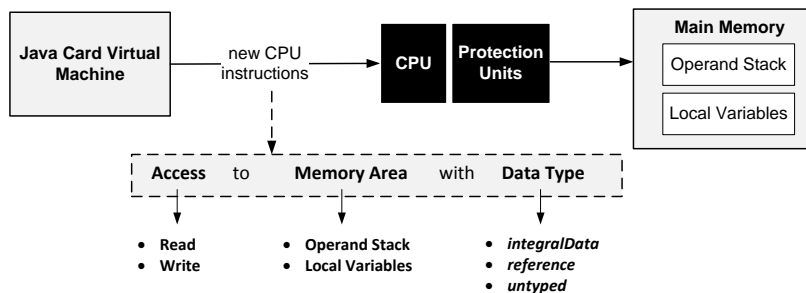 Java Card Virtual
Machine
new CPU
instructions
CPU
Protection
Units
Main Memory
Operand Stack
Local Variables
Access to Memory Area with Data Type
• Read
• Write
• Operand Stack
• Local Variables
• integralData
• reference
• untyped